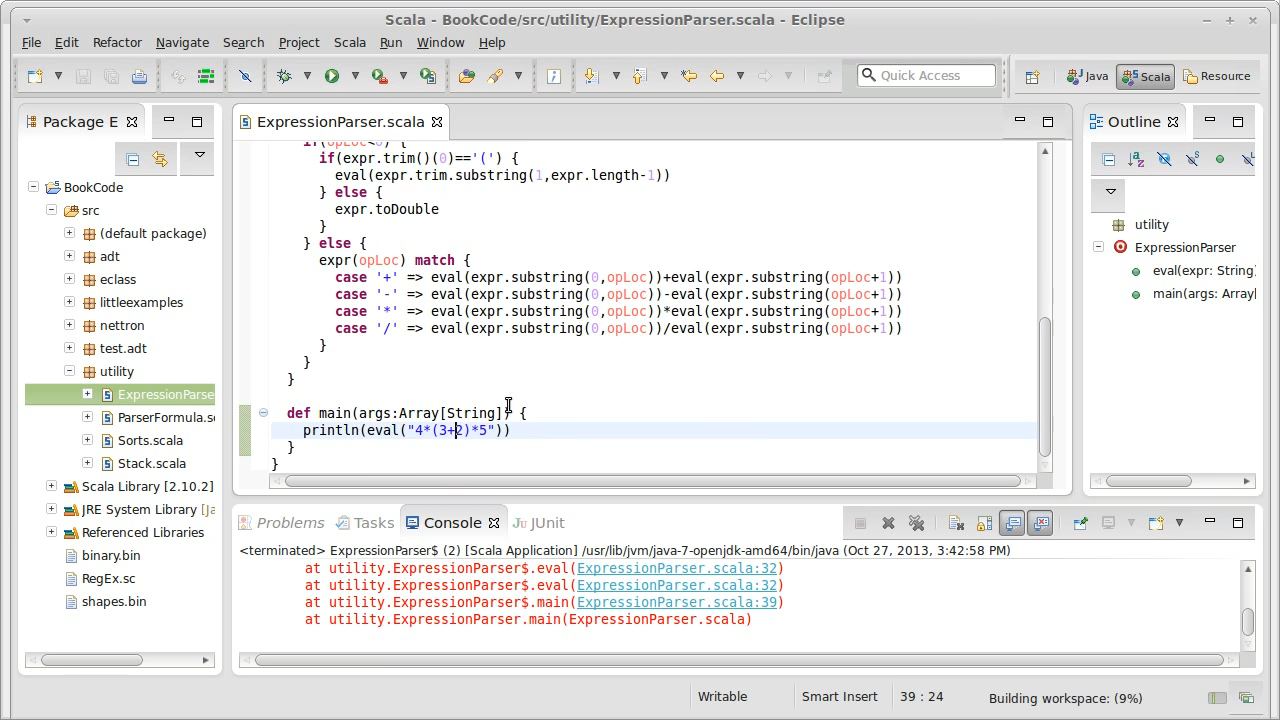 Scala - BookCode/src/utility/ExpressionParser.scala - Eclipse
File Edit Refactor Navigate Search Project Scala Run Window Help
Quick Access
Java Scala Resource
Package E
BookCode
src
(default package)
adt
eclass
littleexamples
nettron
test.adt
utility
ExpressionParse
ParserFormula.sc
Sorts.scala
Stack.scala
Scala Library [2.10.2]
JRE System Library [Ja
Referenced Libraries
binary.bin
RegEx.sc
shapes.bin
ExpressionParser.scala
if(opLoc<0) {
if(expr.trim()(0)=='(') {
eval(expr.trim.substring(1,expr.length-1))
} else {
expr.toDouble
}
} else {
expr(opLoc) match {
case '+' => eval(expr.substring(0,opLoc))+eval(expr.substring(opLoc+1))
case '-' => eval(expr.substring(0,opLoc))-eval(expr.substring(opLoc+1))
case '*' => eval(expr.substring(0,opLoc))*eval(expr.substring(opLoc+1))
case '/' => eval(expr.substring(0,opLoc))/eval(expr.substring(opLoc+1))
}
}
}
def main(args:Array[String]) {
println(eval("4*(3+2)*5"))
}
}
Outline
utility
ExpressionParser
eval(expr: String)
main(args: Array[
Problems Tasks Console JUnit
<terminated> ExpressionParser$ (2) [Scala Application] /usr/lib/jvm/java-7-openjdk-amd64/bin/java (Oct 27, 2013, 3:42:58 PM)
at utility.ExpressionParser$.eval(ExpressionParser.scala:32)
at utility.ExpressionParser$.eval(ExpressionParser.scala:32)
at utility.ExpressionParser$.main(ExpressionParser.scala:39)
at utility.ExpressionParser.main(ExpressionParser.scala)
Writable Smart Insert 39 : 24 Building workspace: (9%)